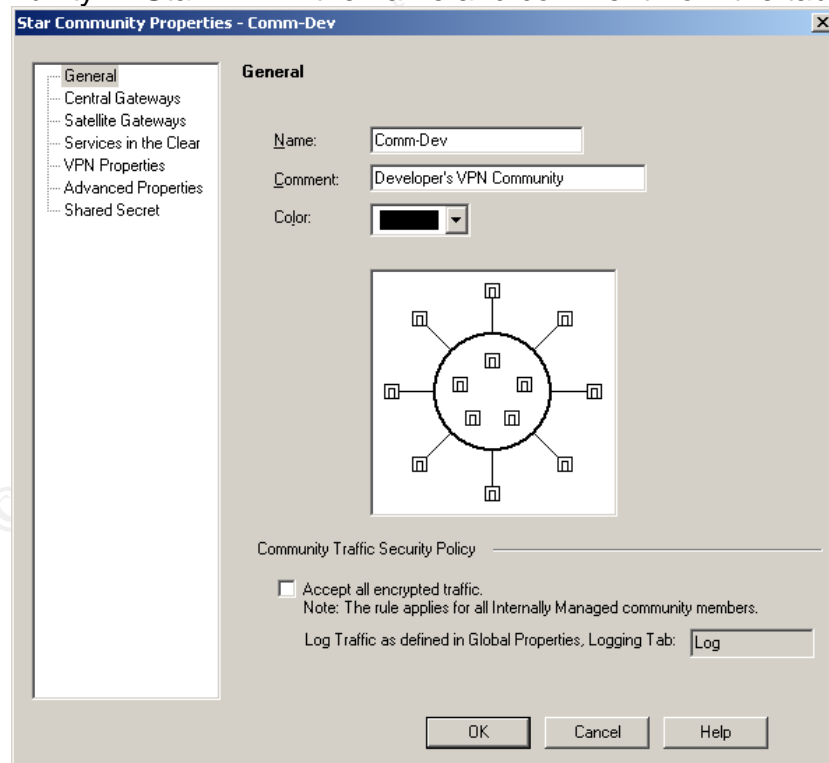 Star Community Properties - Comm-Dev
General
Central Gateways
Satellite Gateways
Services in the Clear
VPN Properties
Advanced Properties
Shared Secret
General
Name: Comm-Dev
Comment: Developer's VPN Community
Color:
Community Traffic Security Policy
Accept all encrypted traffic.
Note: The rule applies for all Internally Managed community members.
Log Traffic as defined in Global Properties, Logging Tab: Log
OK Cancel Help